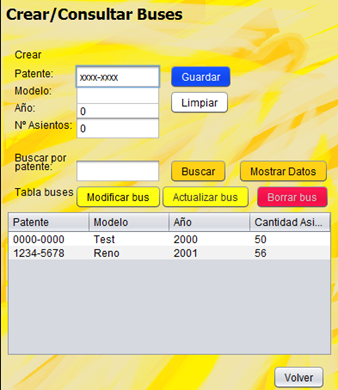 Crear/Consultar Buses
Crear
Patente: xxxx-xxxx Guardar
Modelo:
Limpiar
Año: 0
Nº Asientos: 0
Buscar por
patente: Buscar Mostrar Datos
Tabla buses Modificar bus Actualizar bus Borrar bus
Patente Modelo Año Cantidad Asi...
0000-0000 Test 2000 50
1234-5678 Reno 2001 56
Volver